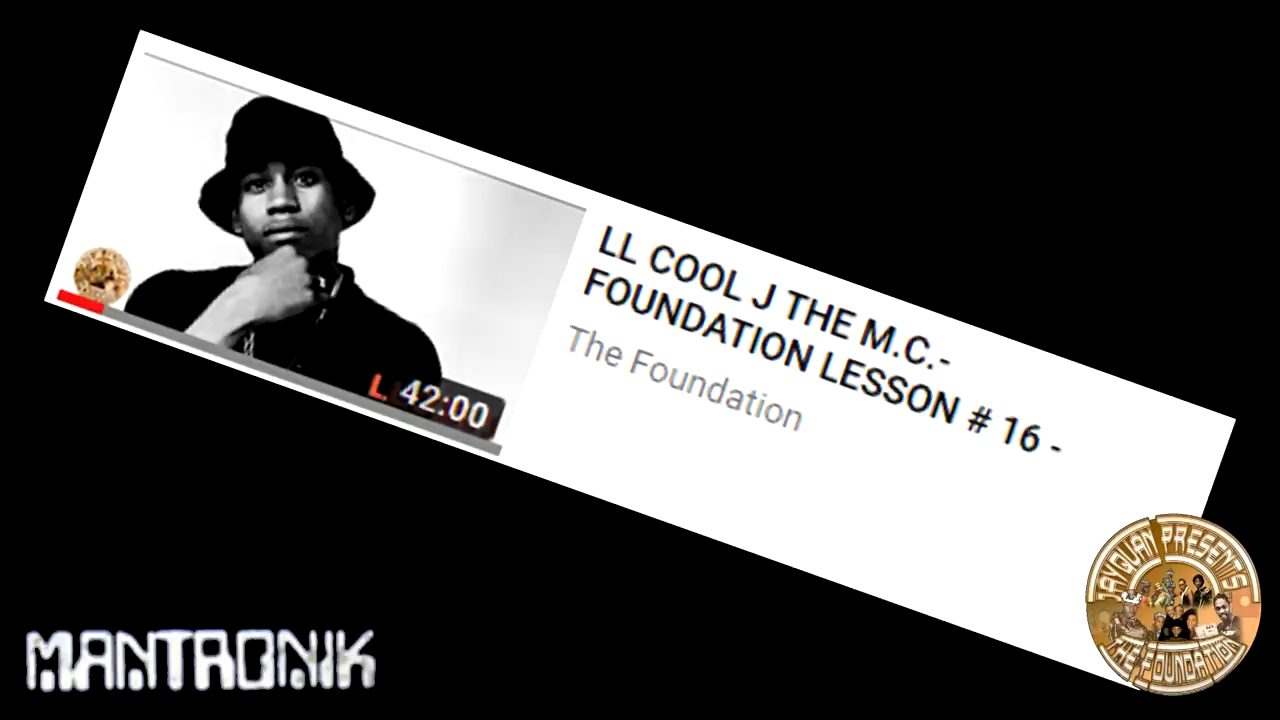 LL COOL J THE M.C.-
FOUNDATION LESSON # 16 -
The Foundation
L 42:00
MANTRONIK
JAYQUAN PRESENTS
THE FOUNDATION